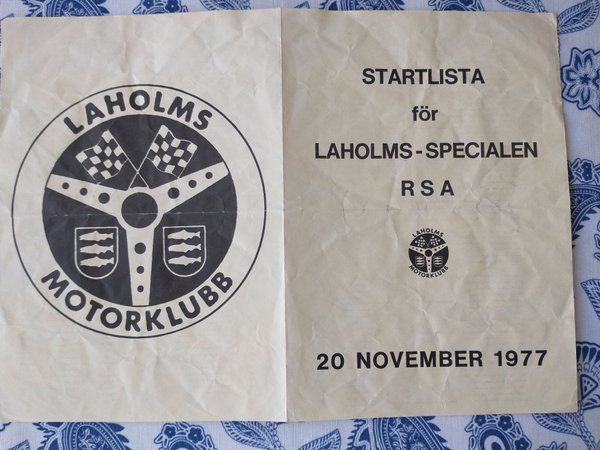 LAHOLMS
MOTORKLUBB
STARTLISTA
för
LAHOLMS-SPECIALEN
RSA
LAHOLMS
MOTORKLUBB
20 NOVEMBER 1977